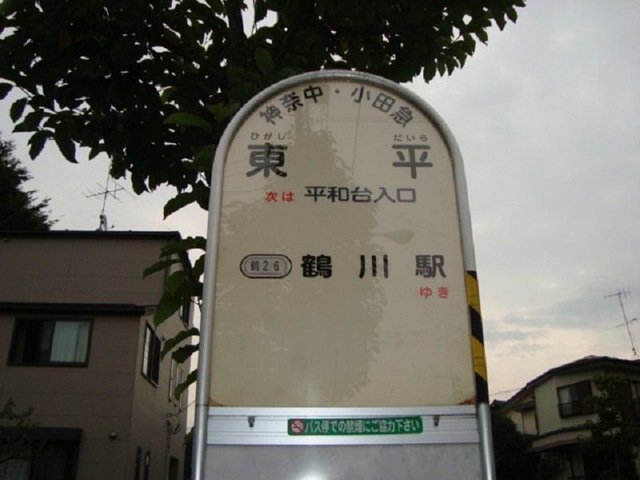 神奈中・小田急
ひがし だいら
東 平
次は 平和台入口
鶴26 鶴川駅
ゆき
バス停での禁煙にご協力下さい